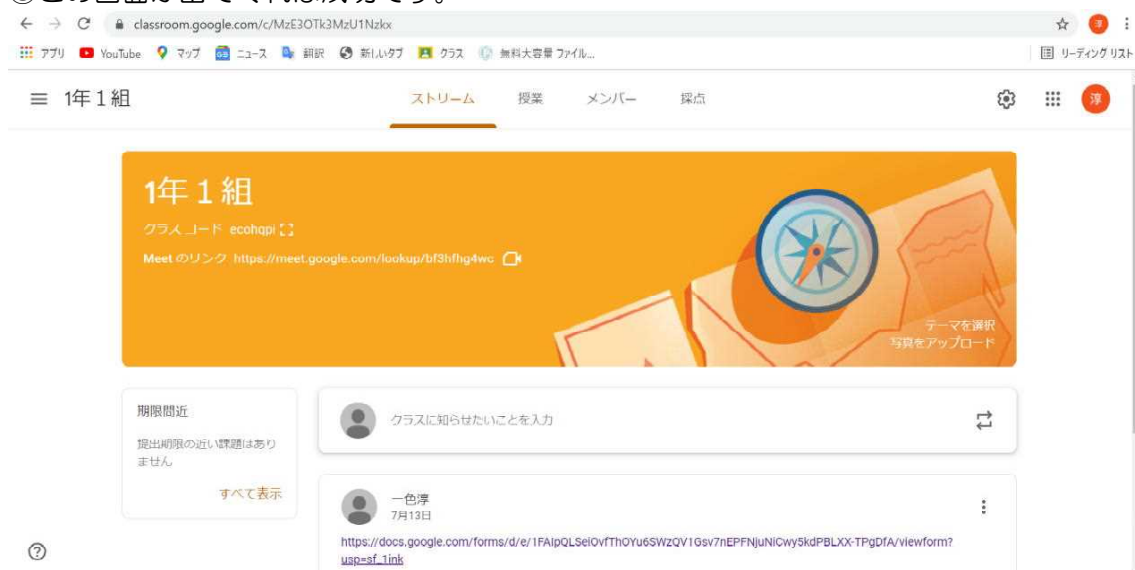 この画面が出てくれば成功です。
classroom.google.com/c/MzE3OTk3MzU1Nzkx
アプリ YouTube マップ ニュース 翻訳 新しいタブ クラス 無料大容量 ファイル... リーディング リスト
1年1組 ストリーム 授業 メンバー 採点 淳
1年1組
クラス コード ecohqpi
Meet のリンク https://meet.google.com/lookup/bf3hfhg4wc
テーマを選択
写真をアップロード
期限間近
提出期限の近い課題はあり
ません
すべて表示
クラスに知らせたいことを入力
一色淳
7月13日
https://docs.google.com/forms/d/e/1FAIpQLSeiOvfThOYu6SWzQV1Gsv7nEPFNjuNiCwy5kdPBLXX-TPgDfA/viewform?
usp=sf_1ink